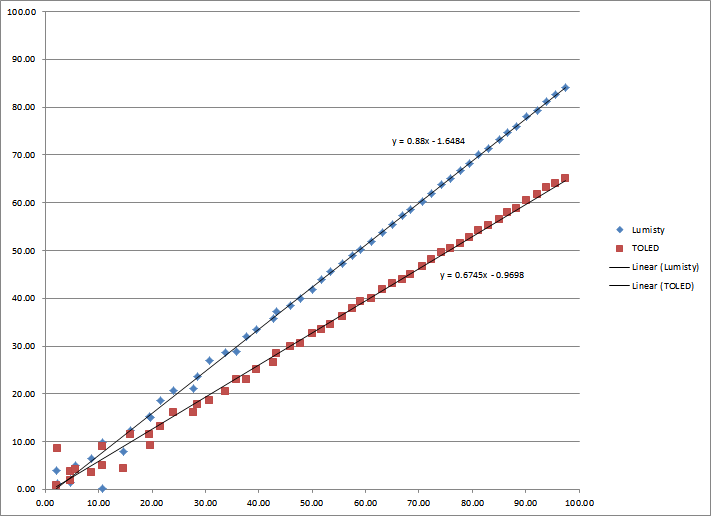 100.00
90.00
80.00
70.00
60.00
50.00
40.00
30.00
20.00
10.00
0.00
y = 0.88x - 1.6484
y = 0.6745x - 0.9698
Lumisty
TOLED
Linear (Lumisty)
Linear (TOLED)
0.00 10.00 20.00 30.00 40.00 50.00 60.00 70.00 80.00 90.00 100.00